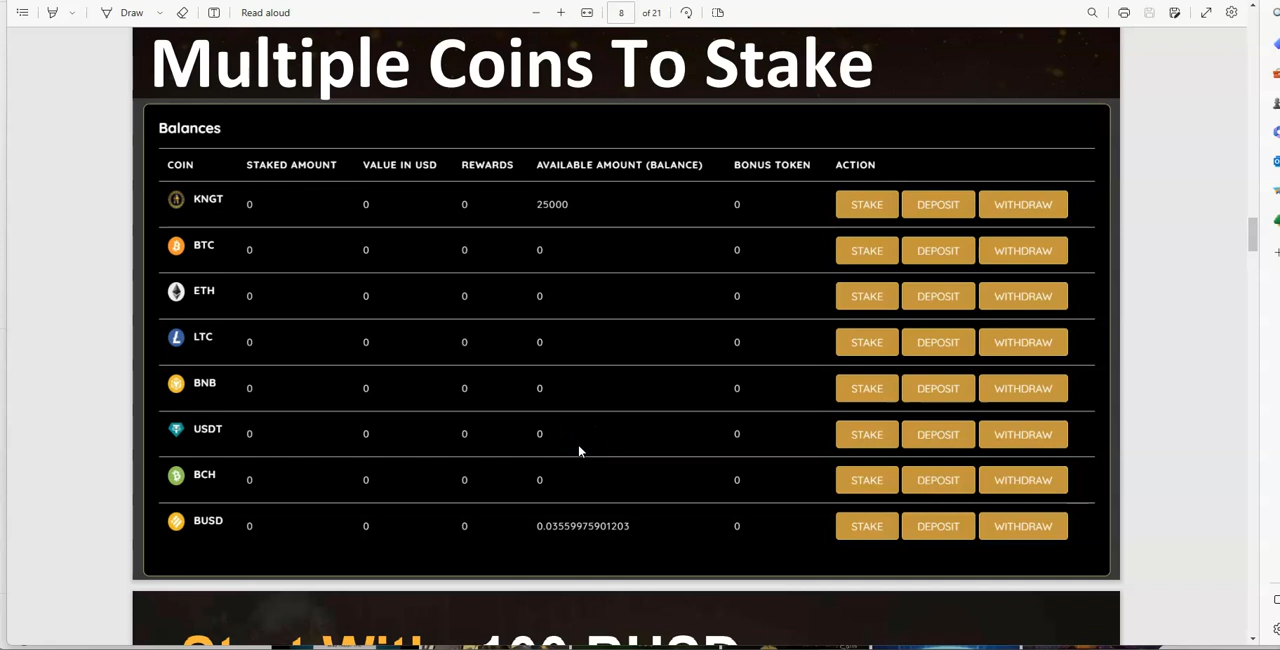 Draw
Read aloud
8 of 21
Multiple Coins To Stake
Balances
COIN STAKED AMOUNT VALUE IN USD REWARDS AVAILABLE AMOUNT (BALANCE) BONUS TOKEN ACTION
KNGT 0 0 0 25000 0 STAKE DEPOSIT WITHDRAW
BTC 0 0 0 0 0 STAKE DEPOSIT WITHDRAW
ETH 0 0 0 0 0 STAKE DEPOSIT WITHDRAW
LTC 0 0 0 0 0 STAKE DEPOSIT WITHDRAW
BNB 0 0 0 0 0 STAKE DEPOSIT WITHDRAW
USDT 0 0 0 0 0 STAKE DEPOSIT WITHDRAW
BCH 0 0 0 0 0 STAKE DEPOSIT WITHDRAW
BUSD 0 0 0 0.03559975901203 0 STAKE DEPOSIT WITHDRAW
Start With 100 BUSD